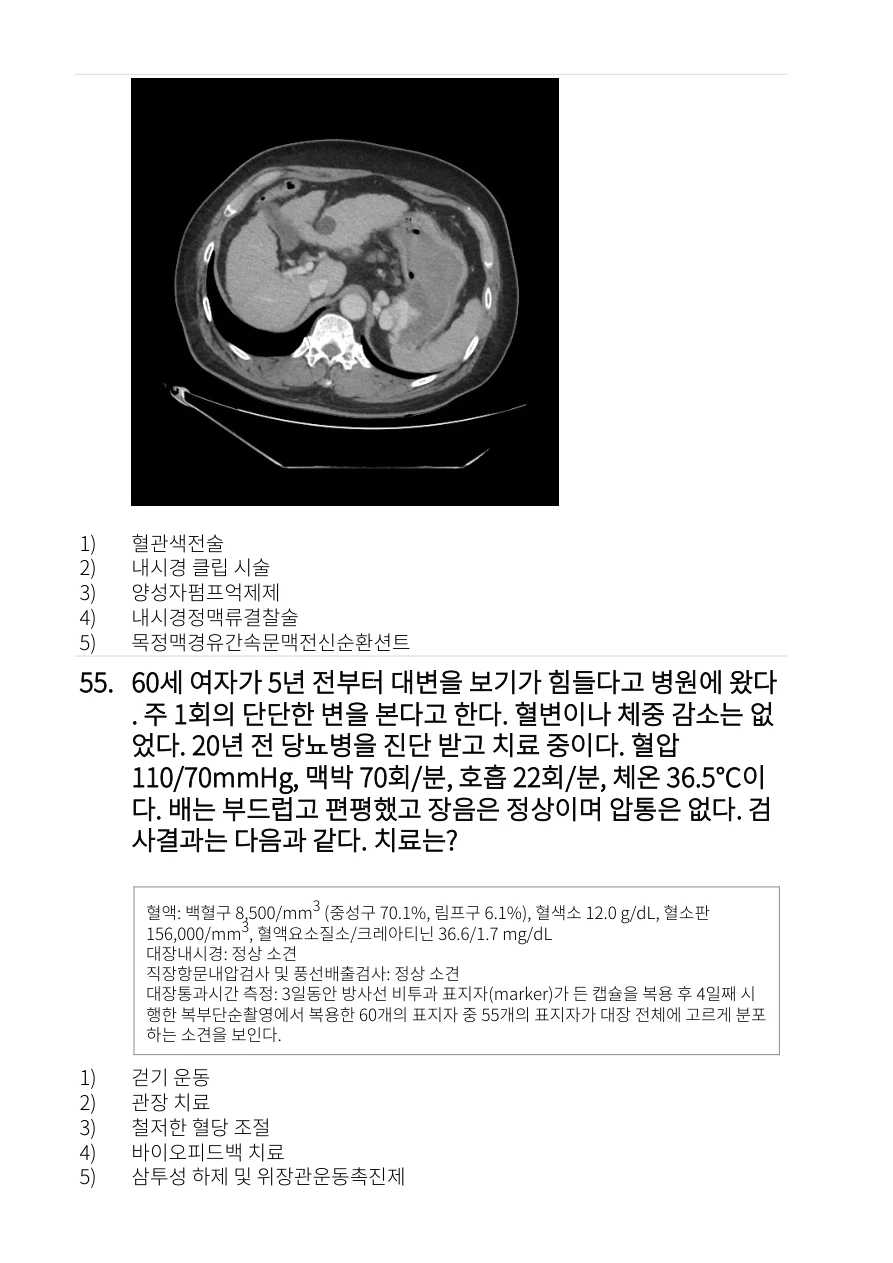 1) 혈관색전술
2) 내시경 클립 시술
3) 양성자펌프억제제
4) 내시경정맥류결찰술
5) 목정맥경유간속문맥전신순환션트
55. 60세 여자가 5년 전부터 대변을 보기가 힘들다고 병원에 왔다
. 주 1회의 단단한 변을 본다고 한다. 혈변이나 체중 감소는 없
었다. 20년 전 당뇨병을 진단 받고 치료 중이다. 혈압
110/70mmHg, 맥박 70회/분, 호흡 22회/분, 체온 36.5℃이
다. 배는 부드럽고 편평했고 장음은 정상이며 압통은 없다. 검
사결과는 다음과 같다. 치료는?
혈액: 백혈구 8,500/mm³ (중성구 70.1%, 림프구 6.1%), 혈색소 12.0 g/dL, 혈소판
156,000/mm³, 혈액요소질소/크레아티닌 36.6/1.7 mg/dL
대장내시경: 정상 소견
직장항문내압검사 및 풍선배출검사: 정상 소견
대장통과시간 측정: 3일동안 방사선 비투과 표지자(marker)가 든 캡슐을 복용 후 4일째 시
행한 복부단순촬영에서 복용한 60개의 표지자 중 55개의 표지자가 대장 전체에 고르게 분포
하는 소견을 보인다.
1) 걷기 운동
2) 관장 치료
3) 철저한 혈당 조절
4) 바이오피드백 치료
5) 삼투성 하제 및 위장관운동촉진제